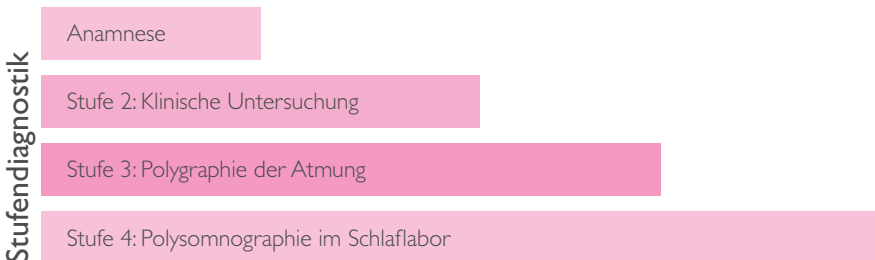 Stufendiagnostik
Anamnese
Stufe 2: Klinische Untersuchung
Stufe 3: Polygraphie der Atmung
Stufe 4: Polysomnographie im Schlaflabor